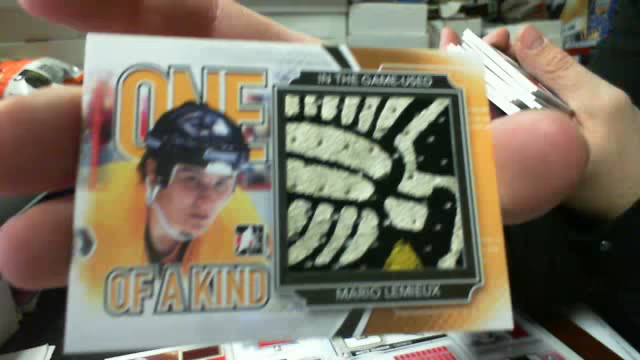 ONE
OF A KIND
IN THE GAME-USED
MARIO LEMIEUX